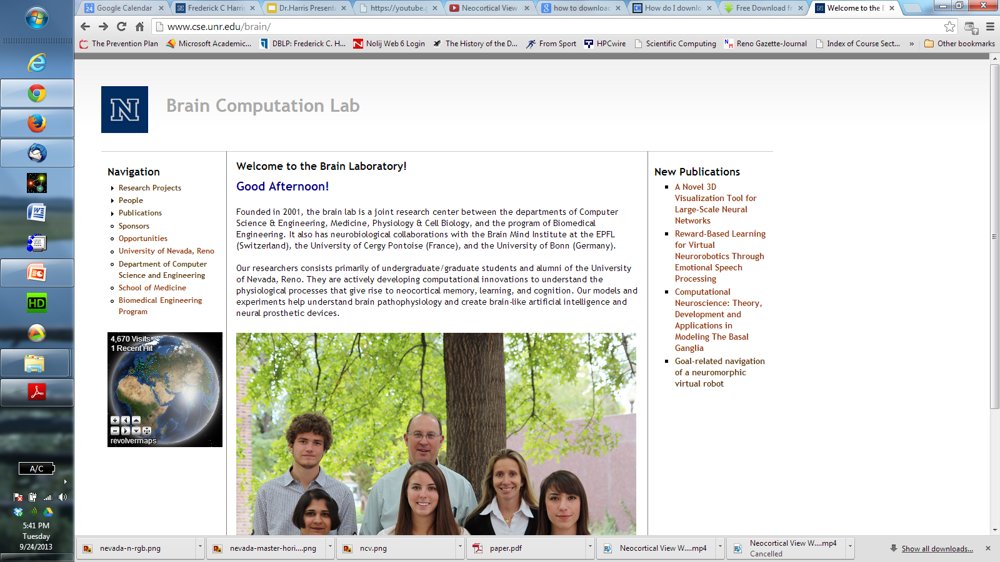 Google Calendar
Frederick C Harris
Dr.Harris Presenta
https://youtube.c
Neocortical View
how to download
How do I downlo
Free Download fr
Welcome to the B
www.cse.unr.edu/brain/
The Prevention Plan
Microsoft Academic...
DBLP: Frederick C. H...
Nolij Web 6 Login
The History of the D...
From Sport
HPCwire
Scientific Computing
Reno Gazette-Journal
Index of Course Sect...
»
Other bookmarks
N
Brain Computation Lab
Navigation
Research Projects
People
Publications
Sponsors
Opportunities
University of Nevada, Reno
Department of Computer
Science and Engineering
School of Medicine
Biomedical Engineering
Program
4,670 Visits
1 Recent Hit
revolvermaps
Welcome to the Brain Laboratory!
Good Afternoon!
Founded in 2001, the brain lab is a joint research center between the departments of Computer
Science & Engineering, Medicine, Physiology & Cell Biology, and the program of Biomedical
Engineering. It also has neurobiological collaborations with the Brain Mind Institute at the EPFL
(Switzerland), the University of Cergy Pontoise (France), and the University of Bonn (Germany).
Our researchers consists primarily of undergraduate/graduate students and alumni of the University
of Nevada, Reno. They are actively developing computational innovations to understand the
physiological processes that give rise to neocortical memory, learning, and cognition. Our models and
experiments help understand brain pathophysiology and create brain-like artificial intelligence and
neural prosthetic devices.
New Publications
A Novel 3D
Visualization Tool for
Large-Scale Neural
Networks
Reward-Based Learning
for Virtual
Neurorobotics Through
Emotional Speech
Processing
Computational
Neuroscience: Theory,
Development and
Applications in
Modeling The Basal
Ganglia
Goal-related navigation
of a neuromorphic
virtual robot
HD
A/C
5:41 PM
Tuesday
9/24/2013
nevada-n-rgb.png
nevada-master-hori....png
ncv.png
paper.pdf
Neocortical View W....mp4
Neocortical View W....mp4
Cancelled
Show all downloads...